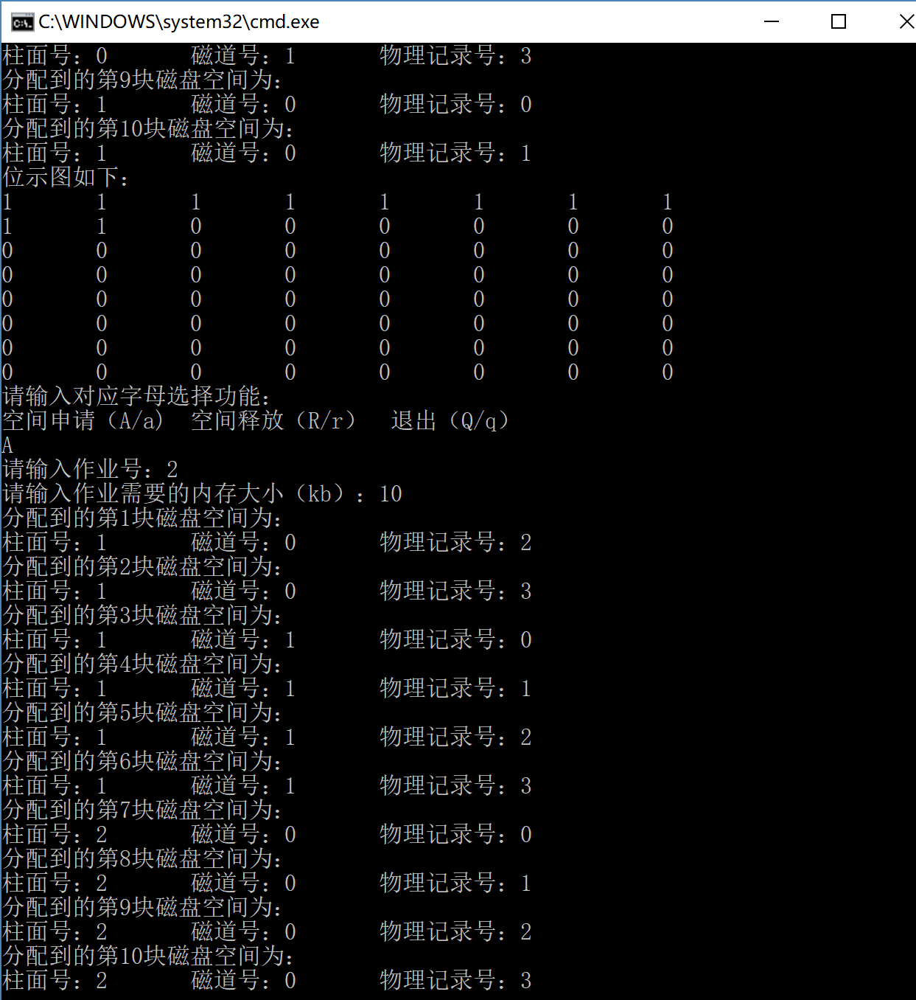 C:\WINDOWS\system32\cmd.exe
柱面号：0 磁道号：1 物理记录号：3
分配到的第9块磁盘空间为：
柱面号：1 磁道号：0 物理记录号：0
分配到的第10块磁盘空间为：
柱面号：1 磁道号：0 物理记录号：1
位示图如下：
1 1 1 1 1 1 1 1
1 1 0 0 0 0 0 0
0 0 0 0 0 0 0 0
0 0 0 0 0 0 0 0
0 0 0 0 0 0 0 0
0 0 0 0 0 0 0 0
0 0 0 0 0 0 0 0
0 0 0 0 0 0 0 0
请输入对应字母选择功能：
空间申请（A/a） 空间释放（R/r） 退出（Q/q）
A
请输入作业号：2
请输入作业需要的内存大小（kb）：10
分配到的第1块磁盘空间为：
柱面号：1 磁道号：0 物理记录号：2
分配到的第2块磁盘空间为：
柱面号：1 磁道号：0 物理记录号：3
分配到的第3块磁盘空间为：
柱面号：1 磁道号：1 物理记录号：0
分配到的第4块磁盘空间为：
柱面号：1 磁道号：1 物理记录号：1
分配到的第5块磁盘空间为：
柱面号：1 磁道号：1 物理记录号：2
分配到的第6块磁盘空间为：
柱面号：1 磁道号：1 物理记录号：3
分配到的第7块磁盘空间为：
柱面号：2 磁道号：0 物理记录号：0
分配到的第8块磁盘空间为：
柱面号：2 磁道号：0 物理记录号：1
分配到的第9块磁盘空间为：
柱面号：2 磁道号：0 物理记录号：2
分配到的第10块磁盘空间为：
柱面号：2 磁道号：0 物理记录号：3